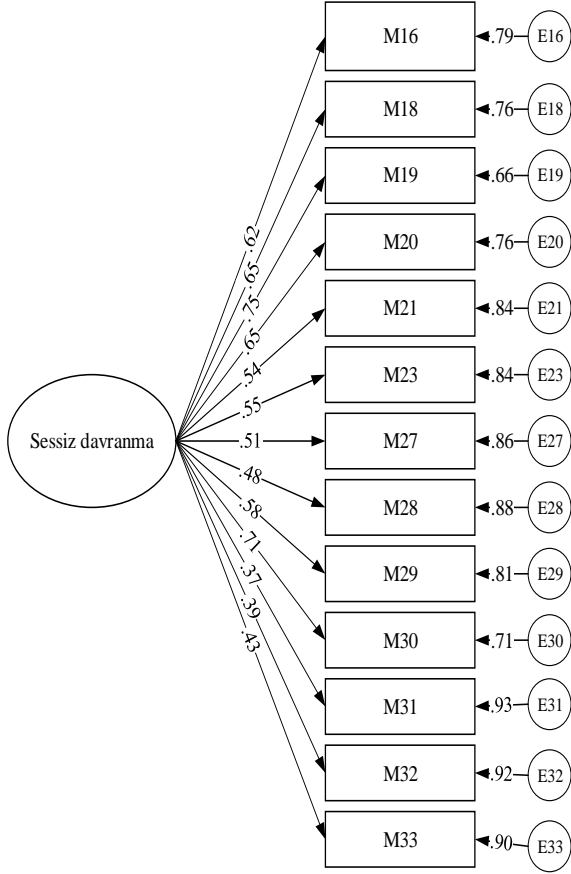 M16 .79 E16
M18 .76 E18
M19 .66 E19
.62
M20 .76 E20
.65
.75
M21 .84 E21
.65
.54
M23 .84 E23
.55
Sessiz davranma .51 M27 .86 E27
.48
M28 .88 E28
.58
.71
M29 .81 E29
.37
.39
M30 .71 E30
.43
M31 .93 E31
M32 .92 E32
M33 .90 E33